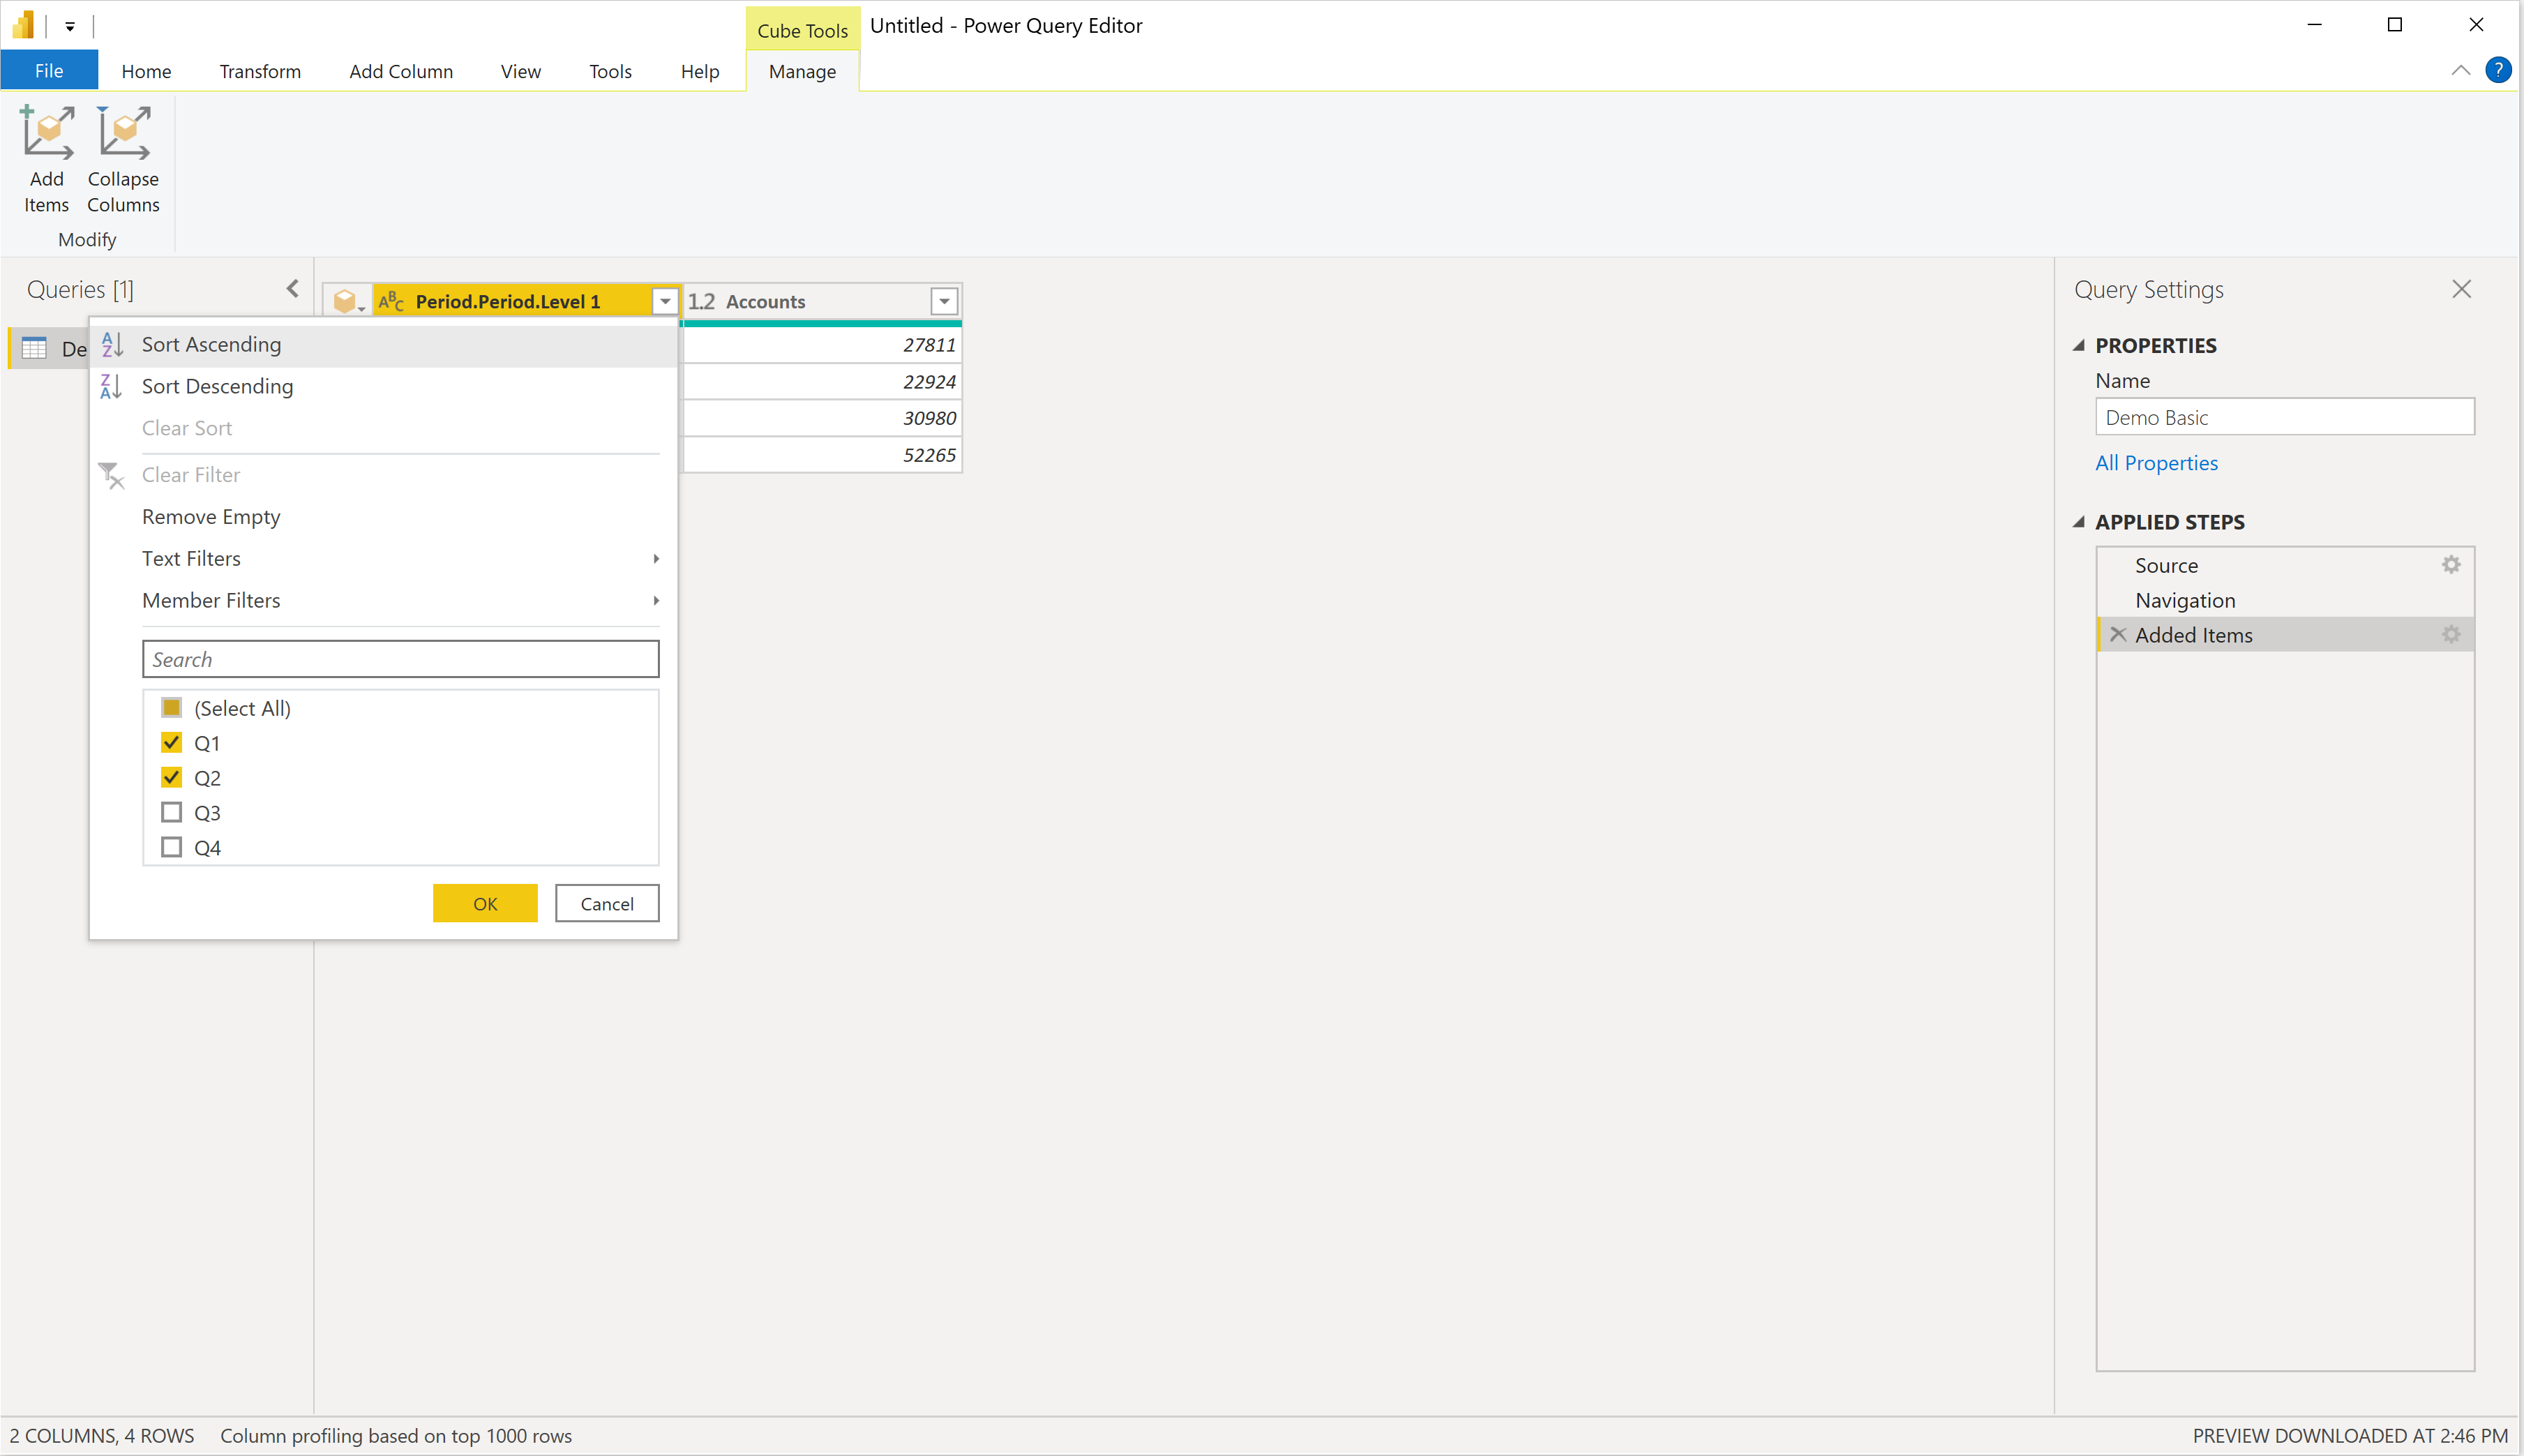 Cube Tools
Untitled - Power Query Editor
File
Home
Transform
Add Column
View
Tools
Help
Manage
?
Add
Items
Collapse
Columns
Modify
Queries [1]
De
ABC Period.Period.Level 1
1.2 Accounts
27811
22924
30980
52265
Sort Ascending
Sort Descending
Clear Sort
Clear Filter
Remove Empty
Text Filters
Member Filters
Search
(Select All)
Q1
Q2
Q3
Q4
OK
Cancel
Query Settings
PROPERTIES
Name
Demo Basic
All Properties
APPLIED STEPS
Source
Navigation
Added Items
2 COLUMNS, 4 ROWS
Column profiling based on top 1000 rows
PREVIEW DOWNLOADED AT 2:46 PM